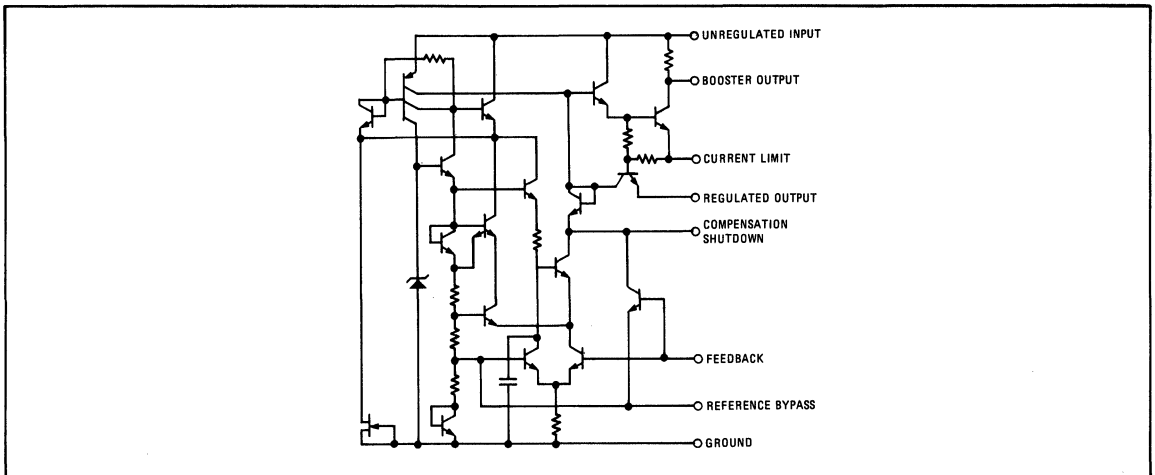 UNREGULATED INPUT
BOOSTER OUTPUT
CURRENT LIMIT
REGULATED OUTPUT
COMPENSATION
SHUTDOWN
FEEDBACK
REFERENCE BYPASS
GROUND